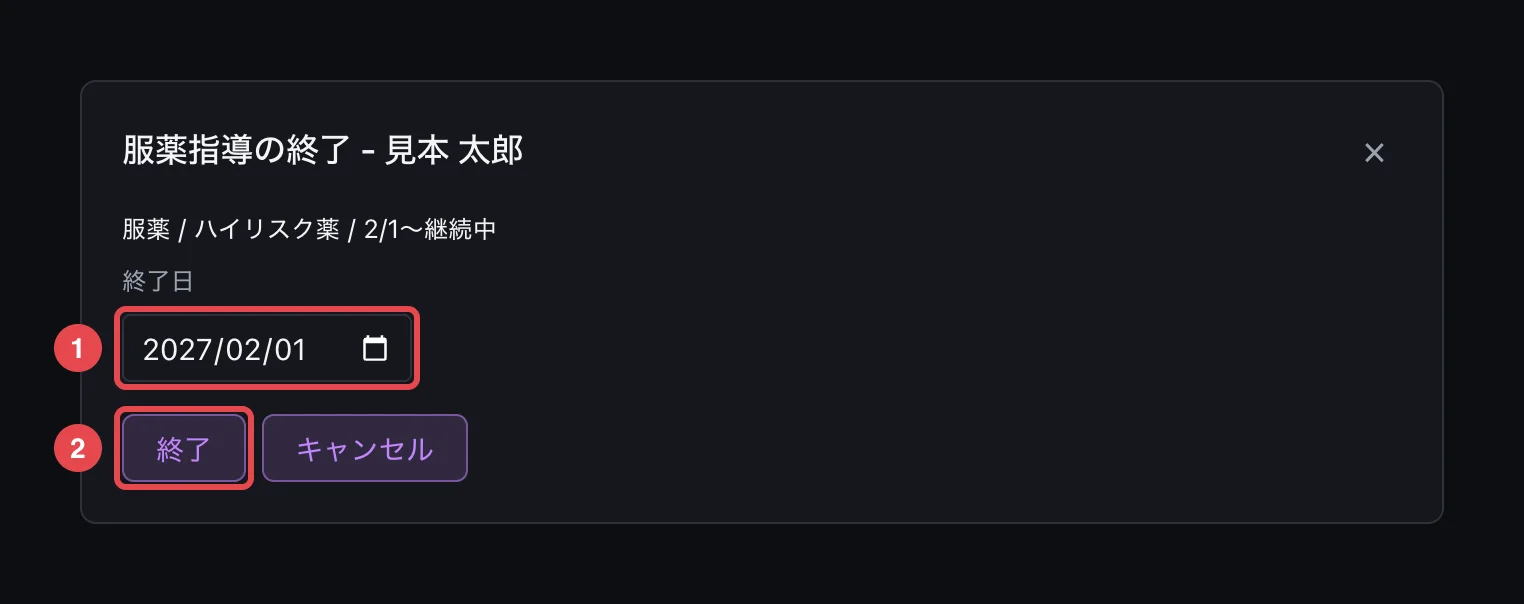 服薬指導の終了 - 見本 太郎
×
服薬 / ハイリスク薬 / 2/1〜継続中
終了日
1
2027/02/01
2
終了
キャンセル